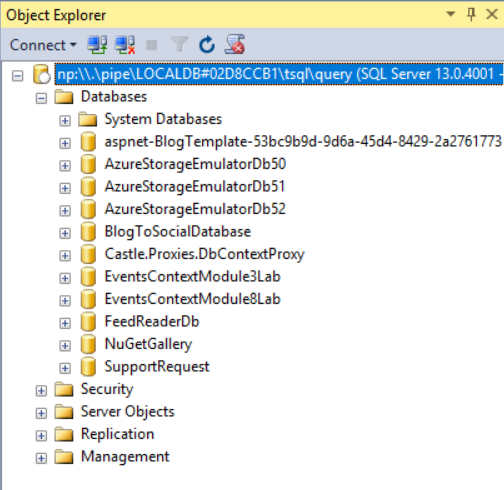 Object Explorer
Connect
np:\\.\pipe\LOCALDB#02D8CCB1\tsql\query (SQL Server 13.0.4001 -
Databases
System Databases
aspnet-BlogTemplate-53bc9b9d-9d6a-45d4-8429-2a2761773
AzureStorageEmulatorDb50
AzureStorageEmulatorDb51
AzureStorageEmulatorDb52
BlogToSocialDatabase
Castle.Proxies.DbContextProxy
EventsContextModule3Lab
EventsContextModule8Lab
FeedReaderDb
NuGetGallery
SupportRequest
Security
Server Objects
Replication
Management